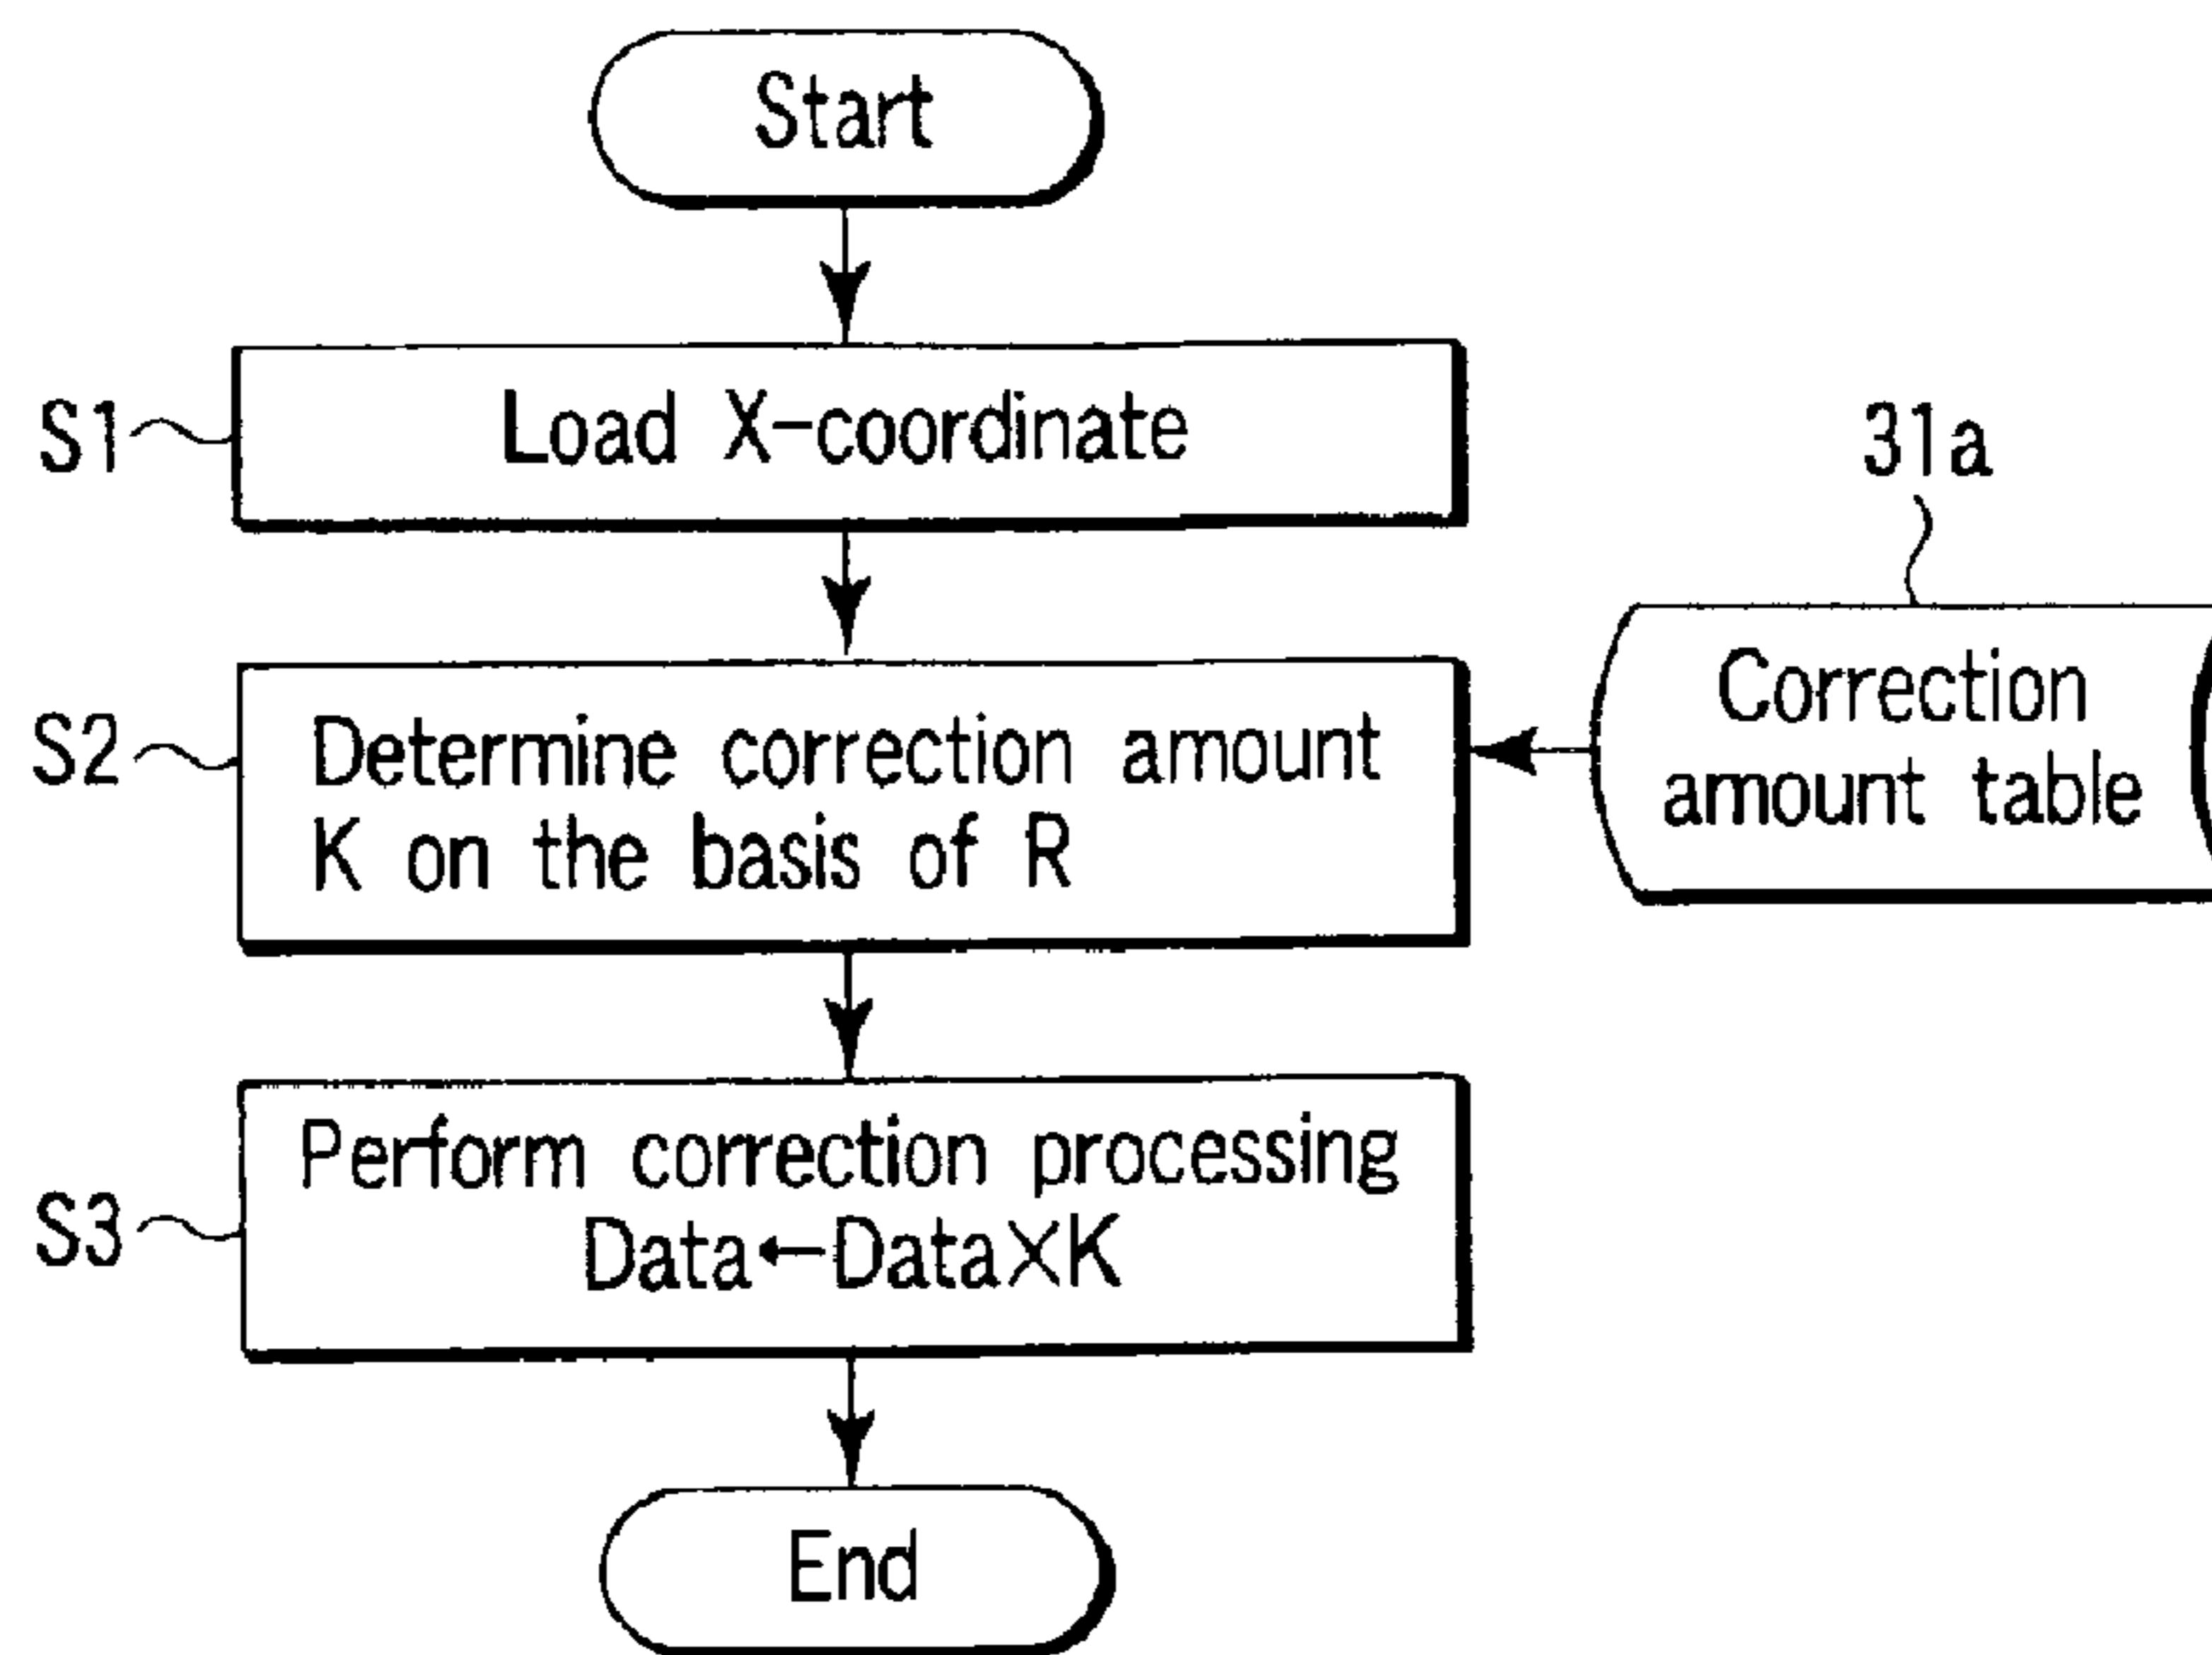 Start
S1
Load X-coordinate
31a
S2
Determine correction amount
K on the basis of R
Correction
amount table
S3
Perform correction processing
Data←Data×K
End